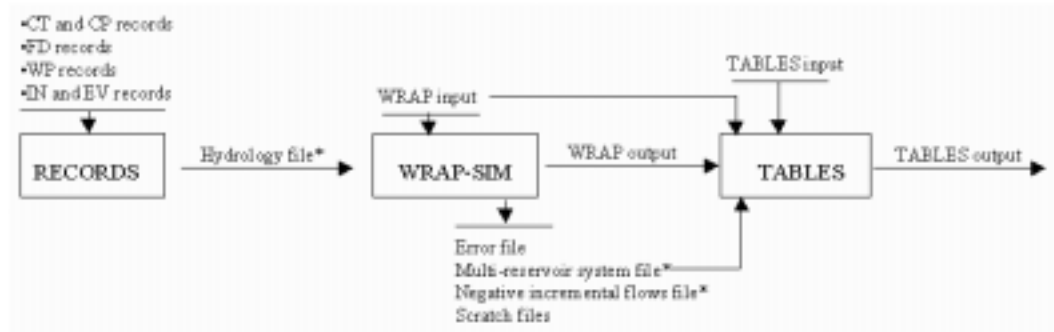 •CT and CP records
•FD records
•WP records
•IN and EV records
TABLES input
WRAP input
Hydrology file*
WRAP output
TABLES output
RECORDS
WRAP-SIM
TABLES
Error file
Multi-reservoir system file*
Negative incremental flows file*
Scratch files